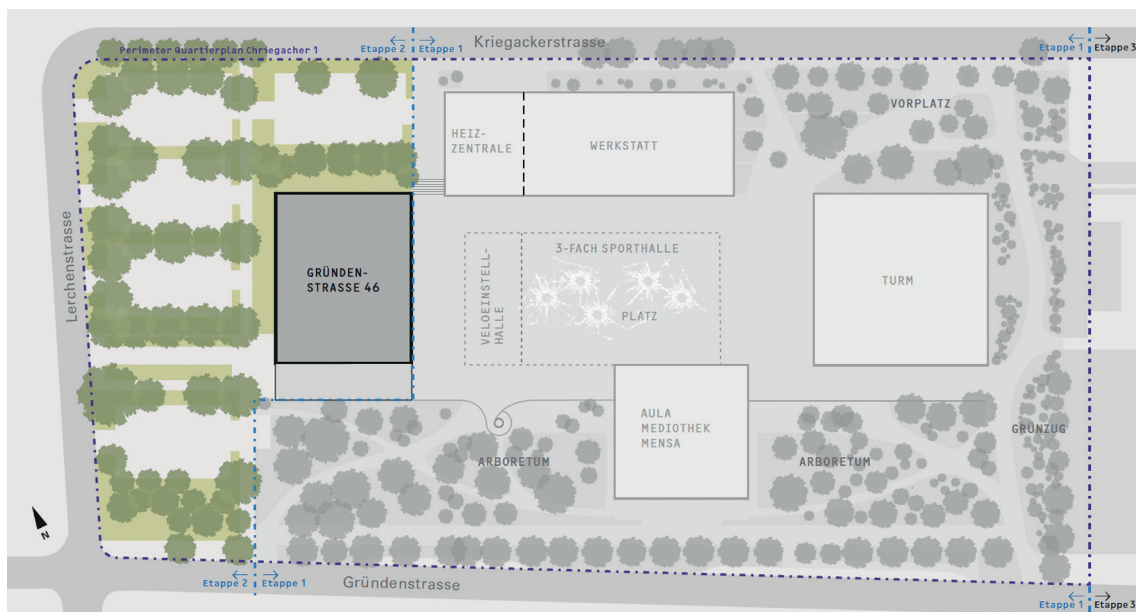 Perimeter Quartierplan Chriegacher 1
Etappe 2
Etappe 1
Kriegackerstrasse
Etappe 1
Etappe 3
VORPLATZ
HEIZ-
ZENTRALE
WERKSTATT
Lerchenstrasse
GRÜNDEN-
STRASSE 46
VELOEINSTELL-
HALLE
3-FACH SPORTHALLE
PLATZ
TURM
AULA
MEDIOTHEK
MENSA
ARBORETUM
ARBORETUM
GRÜNZUG
N
Etappe 2
Etappe 1
Gründenstrasse
Etappe 1
Etappe 3